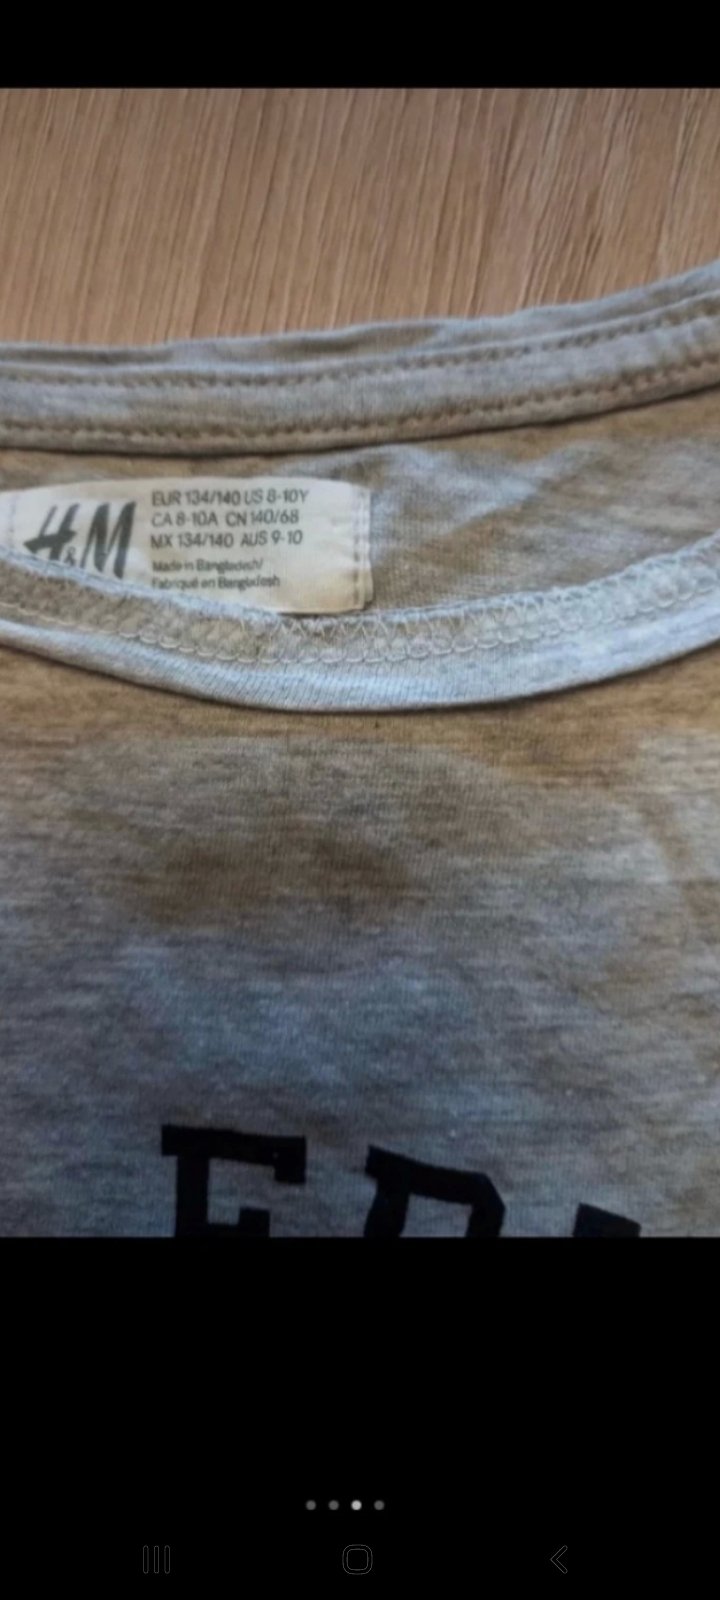 H&M
EUR 134/140 US 8-10Y
CA 8-10A CN 140/68
MX 134/140 AUS 9-10
Made in Bangladesh/
Fabriqué en Bangladesh